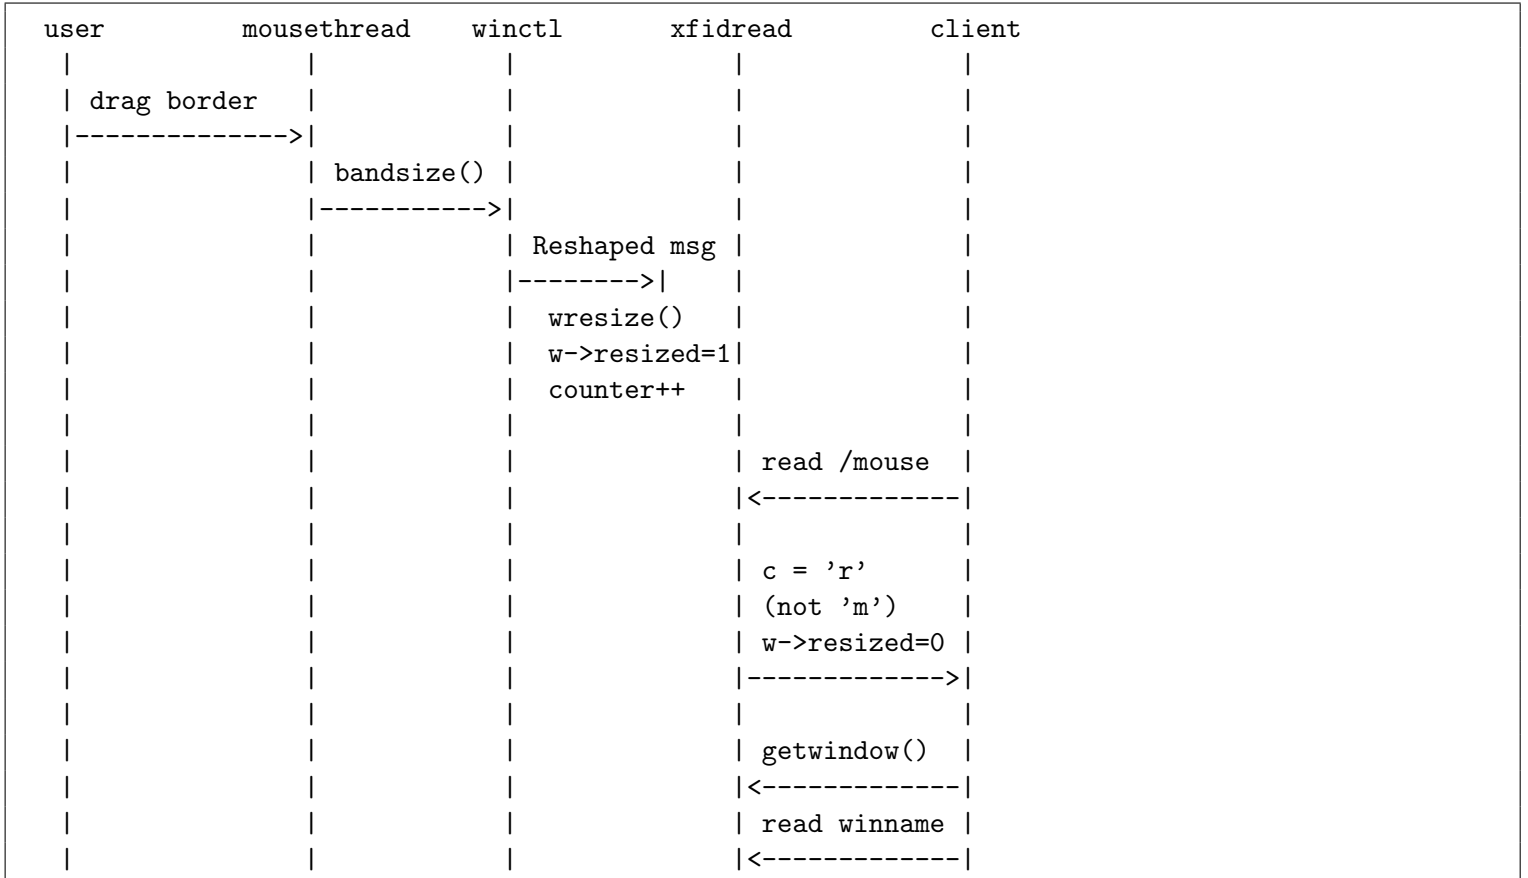 user         mousethread    winctl       xfidread         client
  |               |            |              |              |
  | drag border   |            |              |              |
  |-------------->|            |              |              |
  |               | bandsize() |              |              |
  |               |----------->|              |              |
  |               |            | Reshaped msg |              |
  |               |            |-------->|    |              |
  |               |            |  wresize()   |              |
  |               |            |  w->resized=1|              |
  |               |            |  counter++   |              |
  |               |            |              |              |
  |               |            |              | read /mouse  |
  |               |            |              |<-------------|
  |               |            |              |              |
  |               |            |              | c = ’r’      |
  |               |            |              | (not ’m’)    |
  |               |            |              | w->resized=0 |
  |               |            |              |------------->|
  |               |            |              |              |
  |               |            |              | getwindow()  |
  |               |            |              |<-------------|
  |               |            |              | read winname |
  |               |            |              |<-------------|